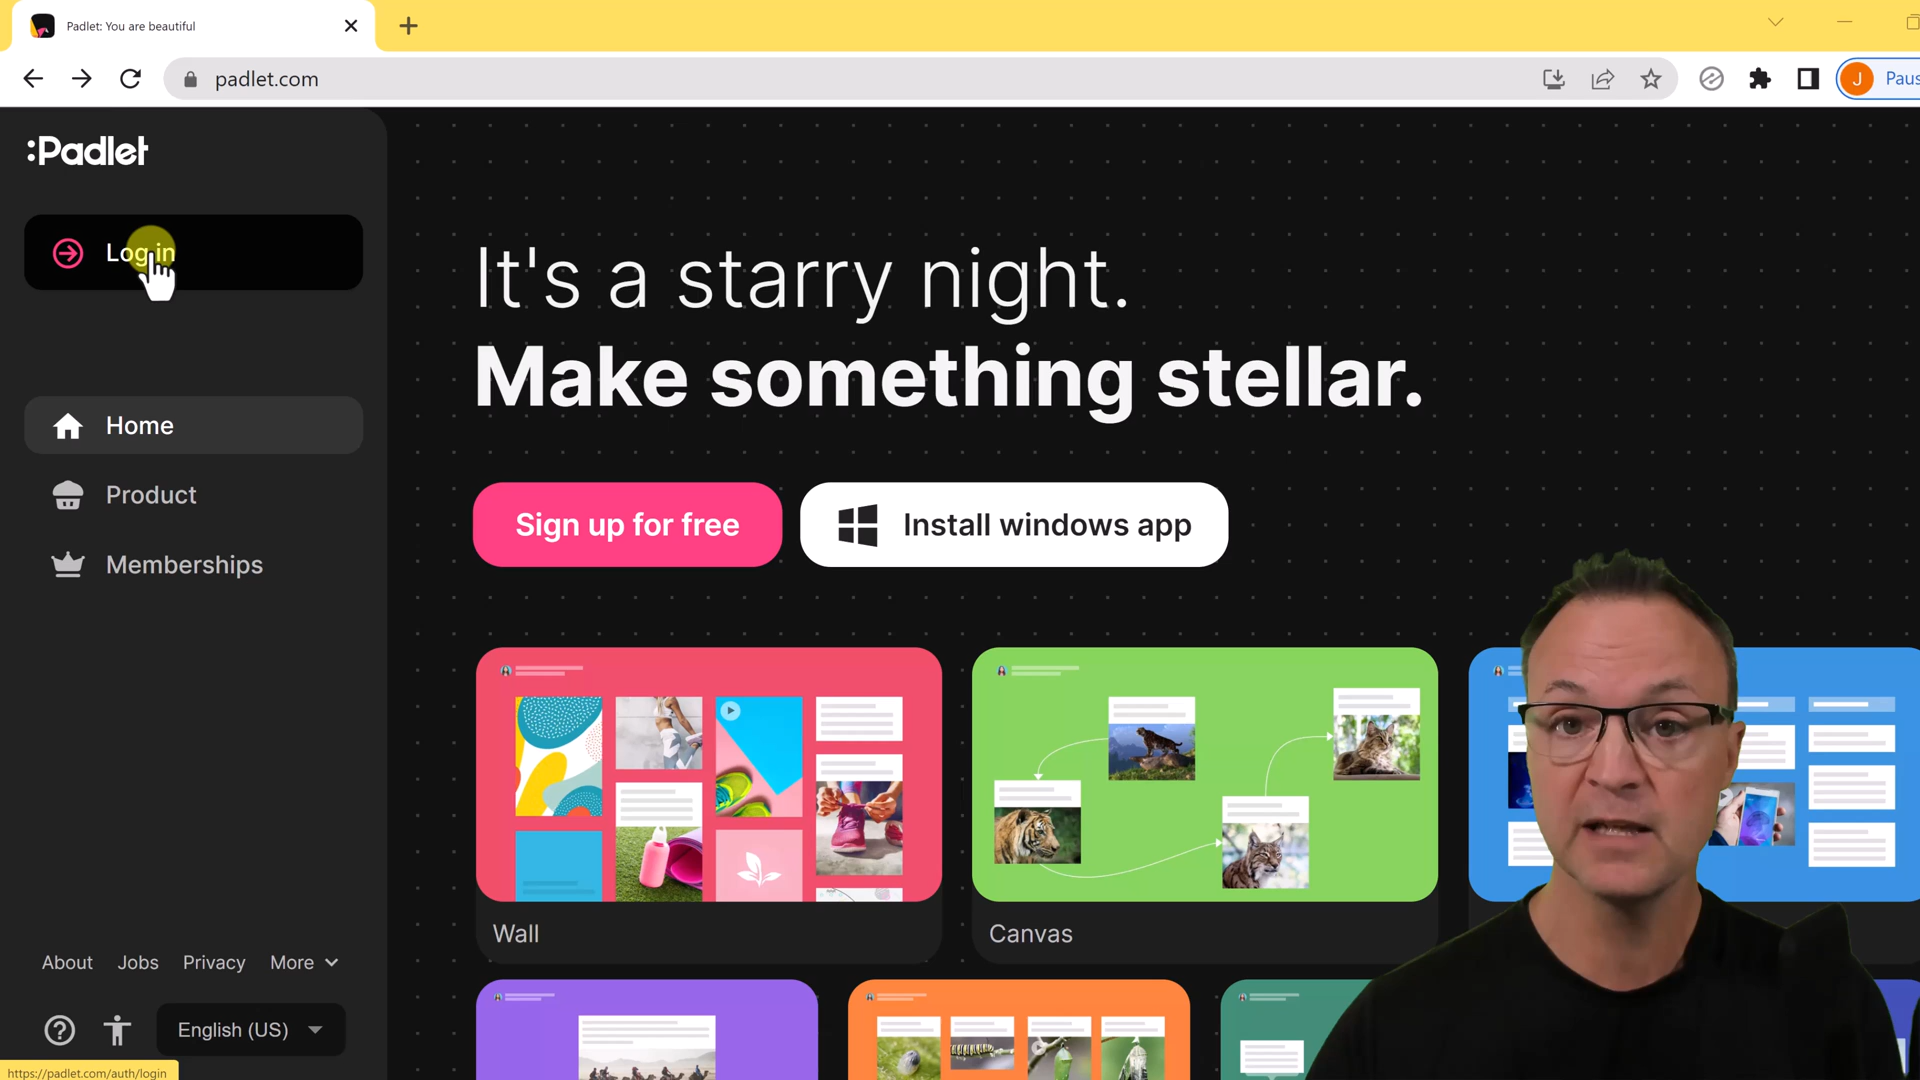 Padlet: You are beautiful
padlet.com
J
:Padlet
Log in
Home
Product
Memberships
It's a starry night.
Make something stellar.
Sign up for free
Install windows app
Wall
Canvas
About
Jobs
Privacy
More
English (US)
https://padlet.com/auth/login